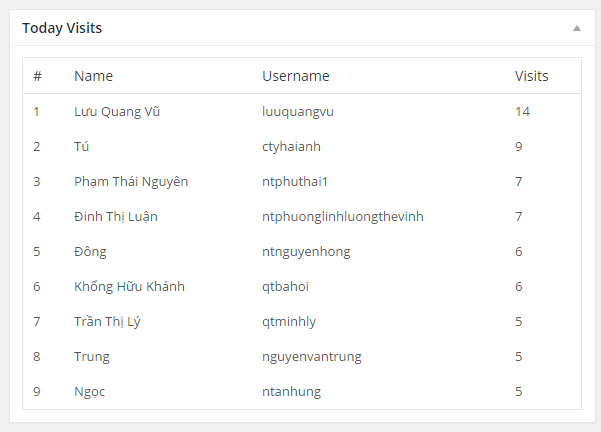 Today Visits
# Name Username Visits
1 Lưu Quang Vũ luuquangvu 14
2 Tú ctyhaianh 9
3 Phạm Thái Nguyên ntphuthai1 7
4 Đinh Thị Luận ntphuonglinhluongthevinh 7
5 Đông ntnguyenhong 6
6 Khổng Hữu Khánh qtbahoi 6
7 Trần Thị Lý qtminhly 5
8 Trung nguyenvantrung 5
9 Ngọc ntanhung 5